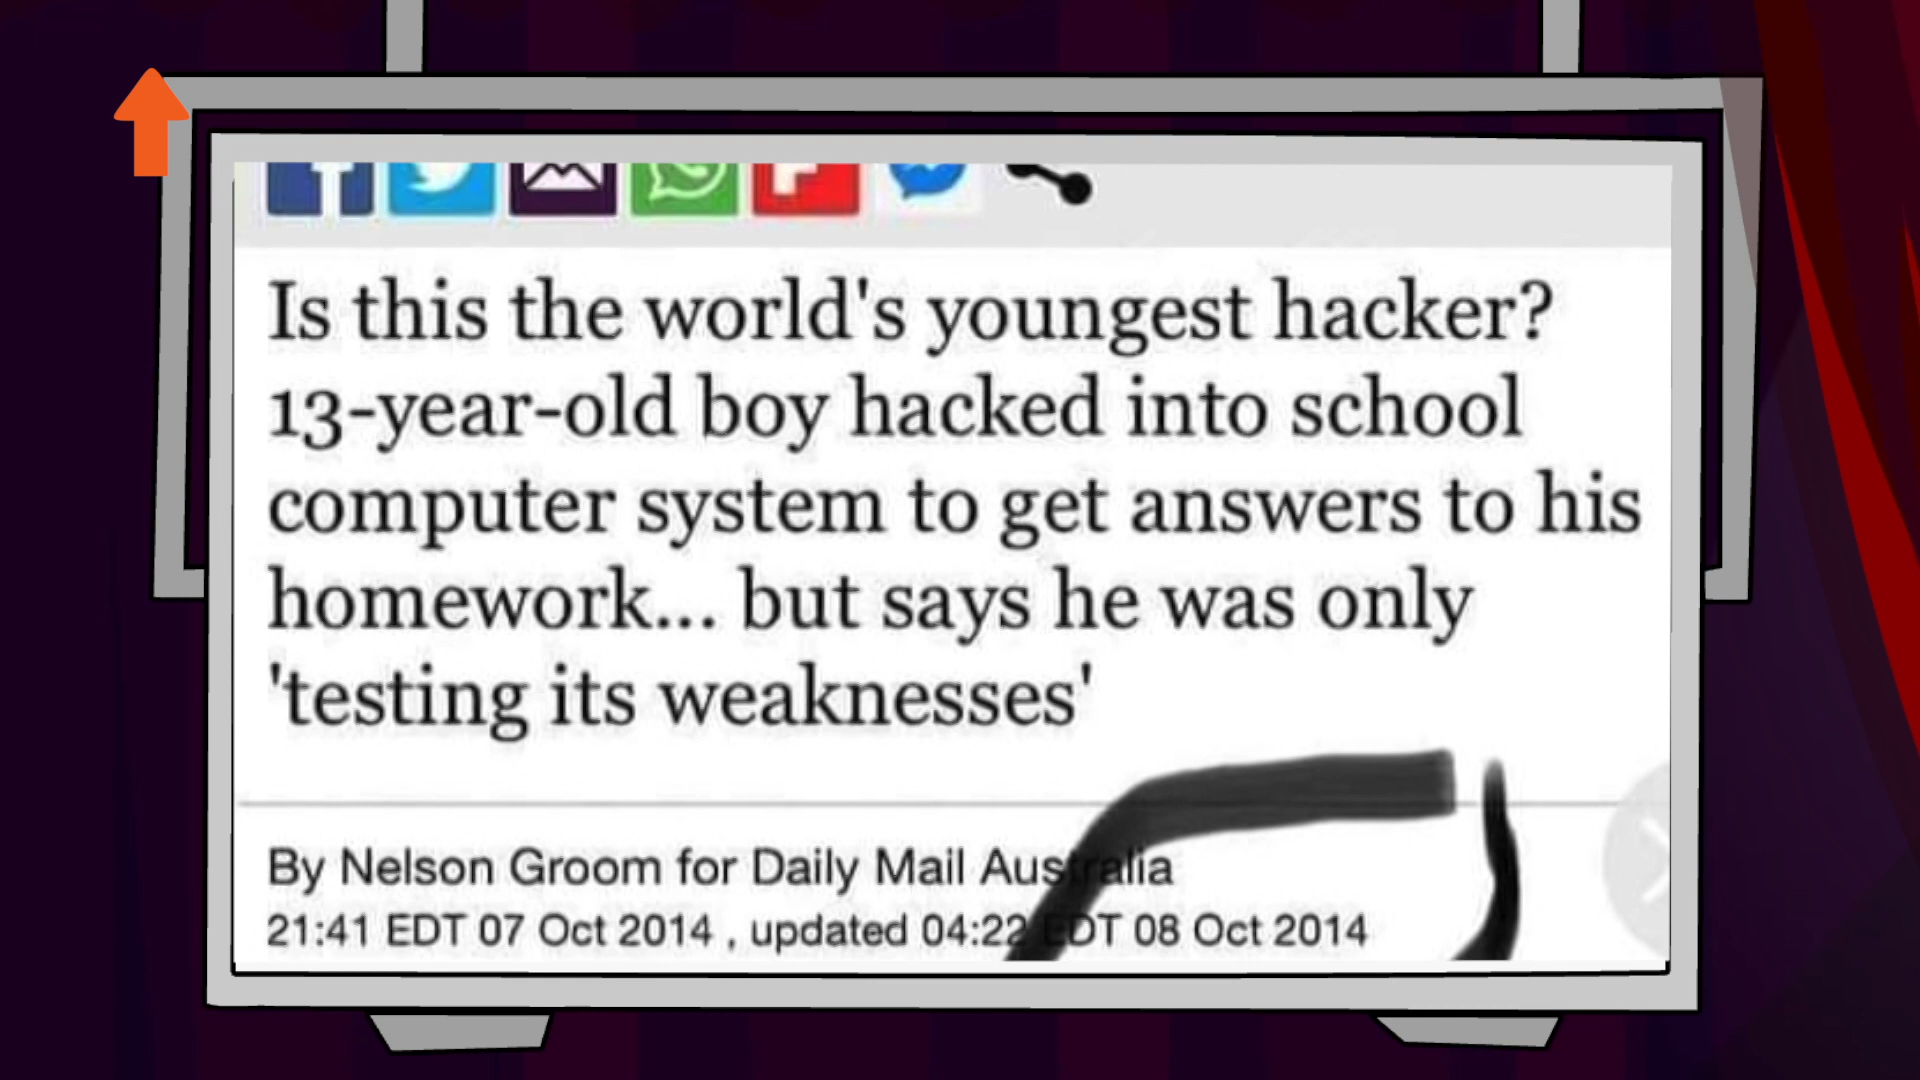 Is this the world's youngest hacker?
13-year-old boy hacked into school
computer system to get answers to his
homework... but says he was only
'testing its weaknesses'
By Nelson Groom for Daily Mail Australia
21:41 EDT 07 Oct 2014 , updated 04:22 EDT 08 Oct 2014